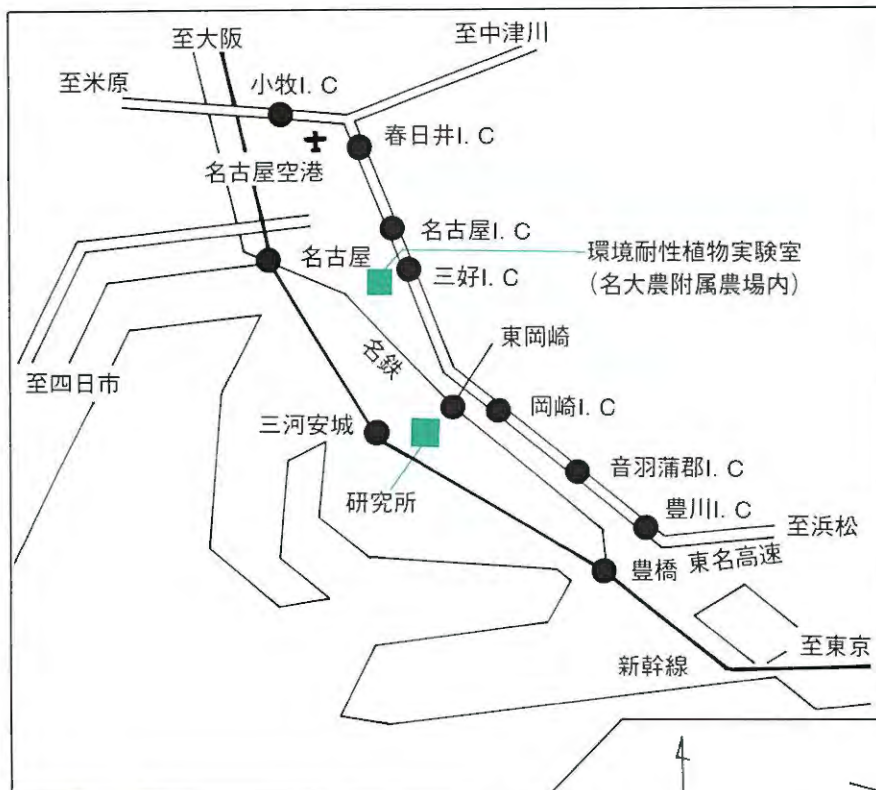 至大阪
至中津川
至米原
小牧I. C
春日井I. C
名古屋空港
名古屋I. C
名古屋
環境耐性植物実験室
(名大農附属農場内)
三好I. C
東岡崎
名鉄
至四日市
岡崎I. C
三河安城
音羽蒲郡I. C
研究所
豊川I. C
至浜松
東名高速
豊橋
至東京
新幹線